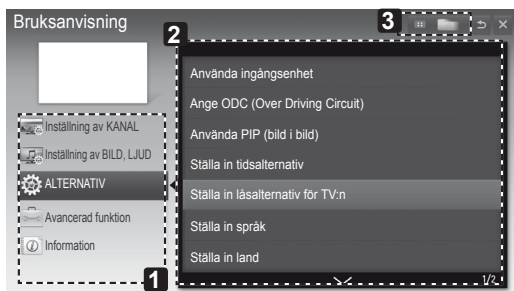 Bruksanvisning
3
2
Använda ingångsenhet
Ange ODC (Over Driving Circuit)
Använda PIP (bild i bild)
Ställa in tidsalternativ
Ställa in låsalternativ för TV:n
Ställa in språk
Ställa in land
1/2
Inställning av KANAL
Inställning av BILD, LJUD
ALTERNATIV
Avancerad funktion
Information
1